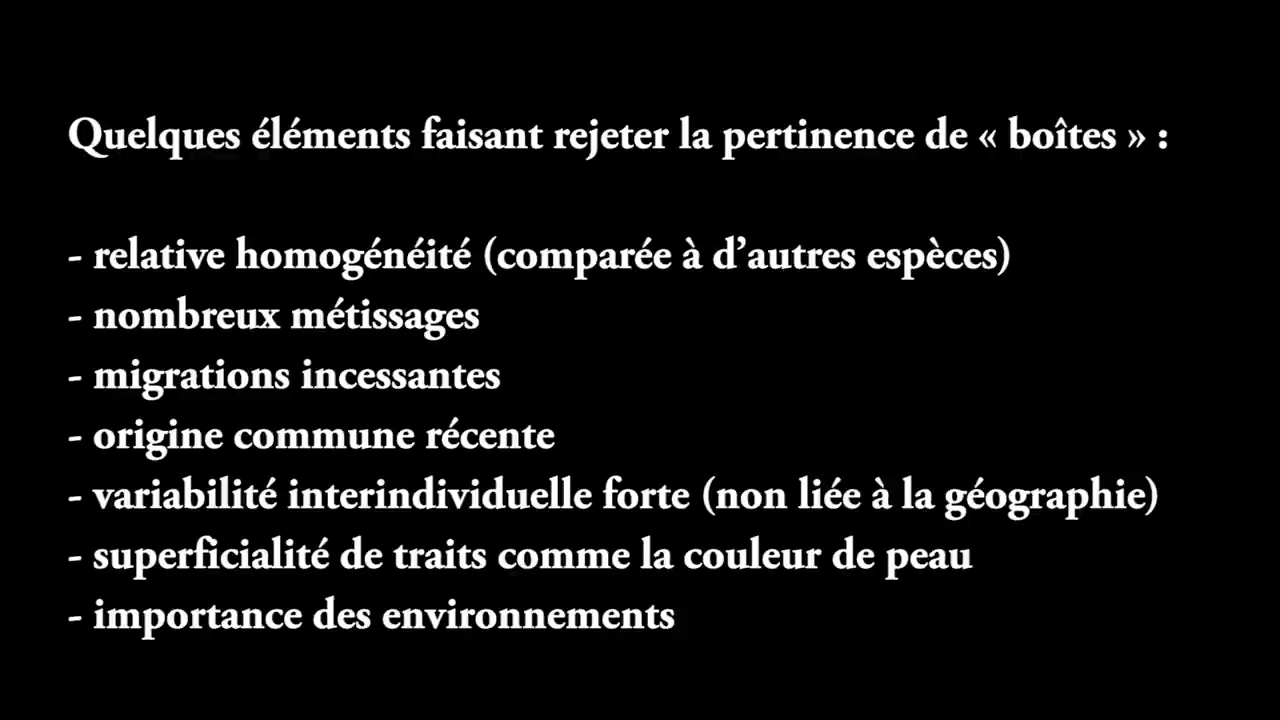 Quelques éléments faisant rejeter la pertinence de « boîtes » :
- relative homogénéité (comparée à d’autres espèces)
- nombreux métissages
- migrations incessantes
- origine commune récente
- variabilité interindividuelle forte (non liée à la géographie)
- superficialité de traits comme la couleur de peau
- importance des environnements